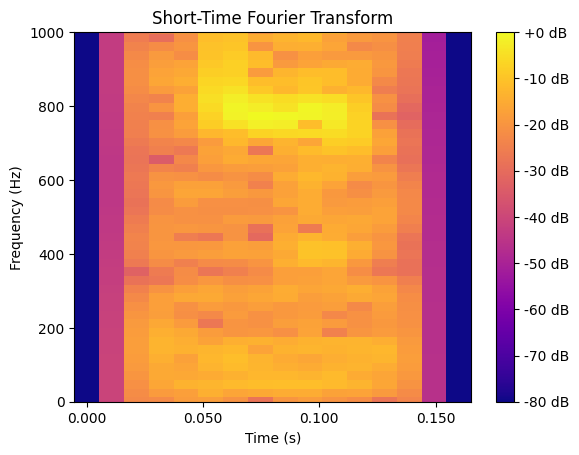 Short-Time Fourier Transform
1000
800
600
400
200
0
Frequency (Hz)
0.000
0.050
0.100
0.150
Time (s)
+0 dB
-10 dB
-20 dB
-30 dB
-40 dB
-50 dB
-60 dB
-70 dB
-80 dB